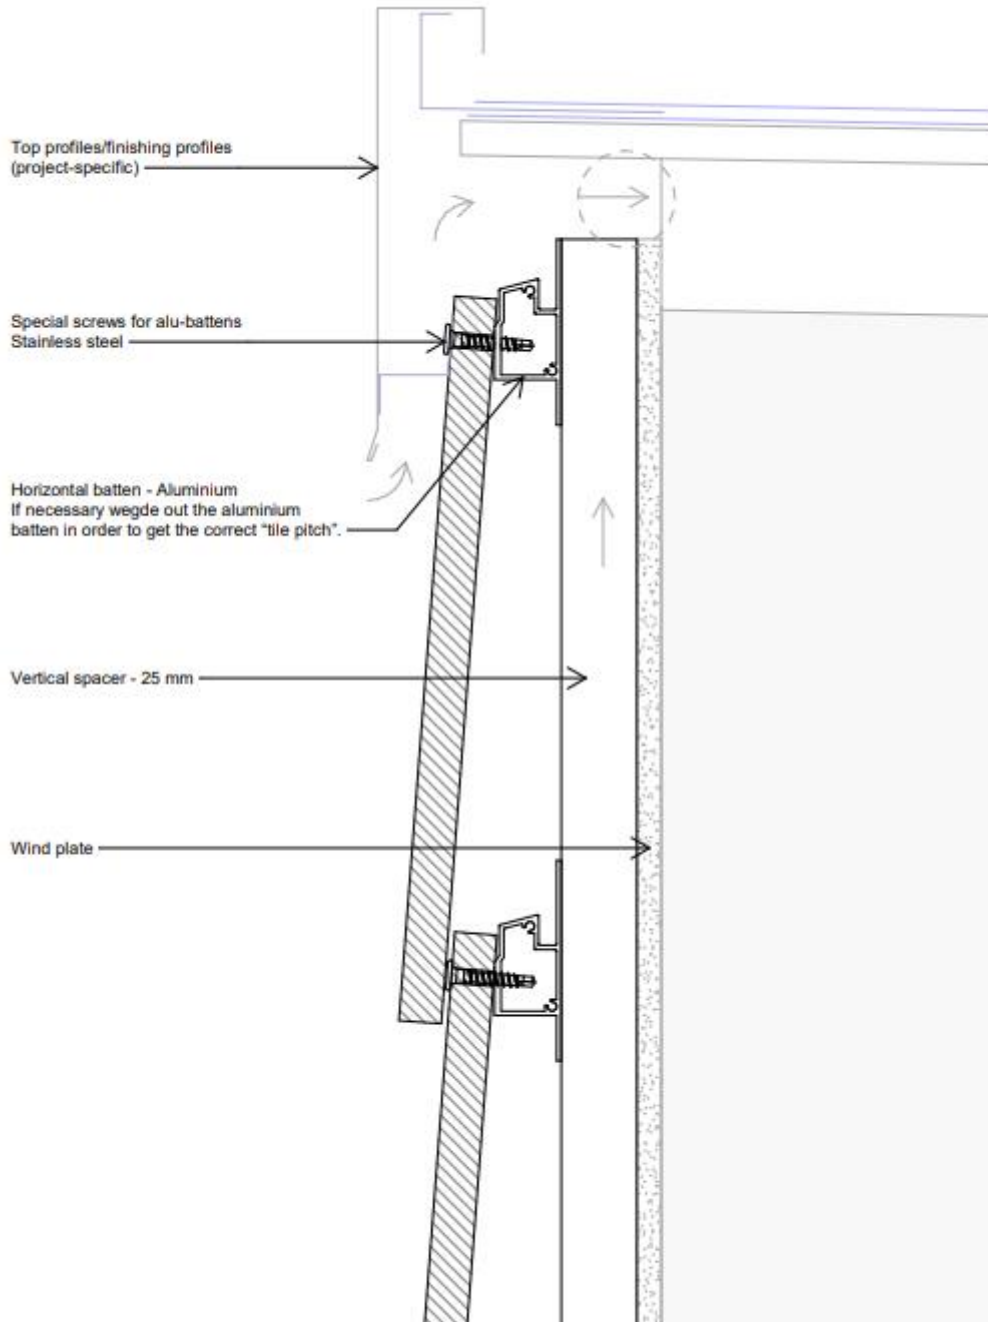 Top profiles/finishing profiles
(project-specific)
Special screws for alu-battens
Stainless steel
Horizontal batten - Aluminium
If necessary wegde out the aluminium
batten in order to get the correct "tile pitch".
Vertical spacer - 25 mm
Wind plate